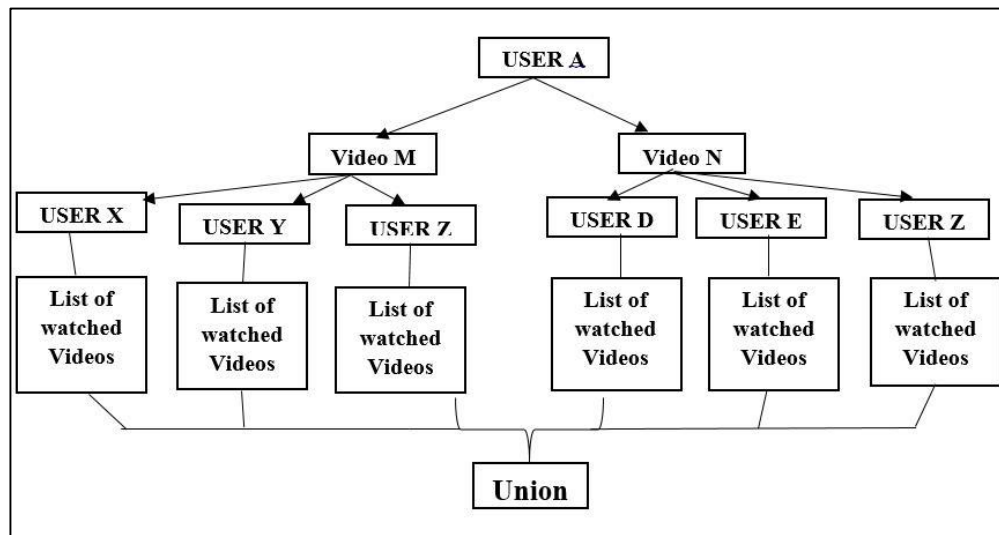 USER A
Video M
Video N
USER X
USER Y
USER Z
USER D
USER E
USER Z
List of
watched
Videos
List of
watched
Videos
List of
watched
Videos
List of
watched
Videos
List of
watched
Videos
List of
watched
Videos
Union